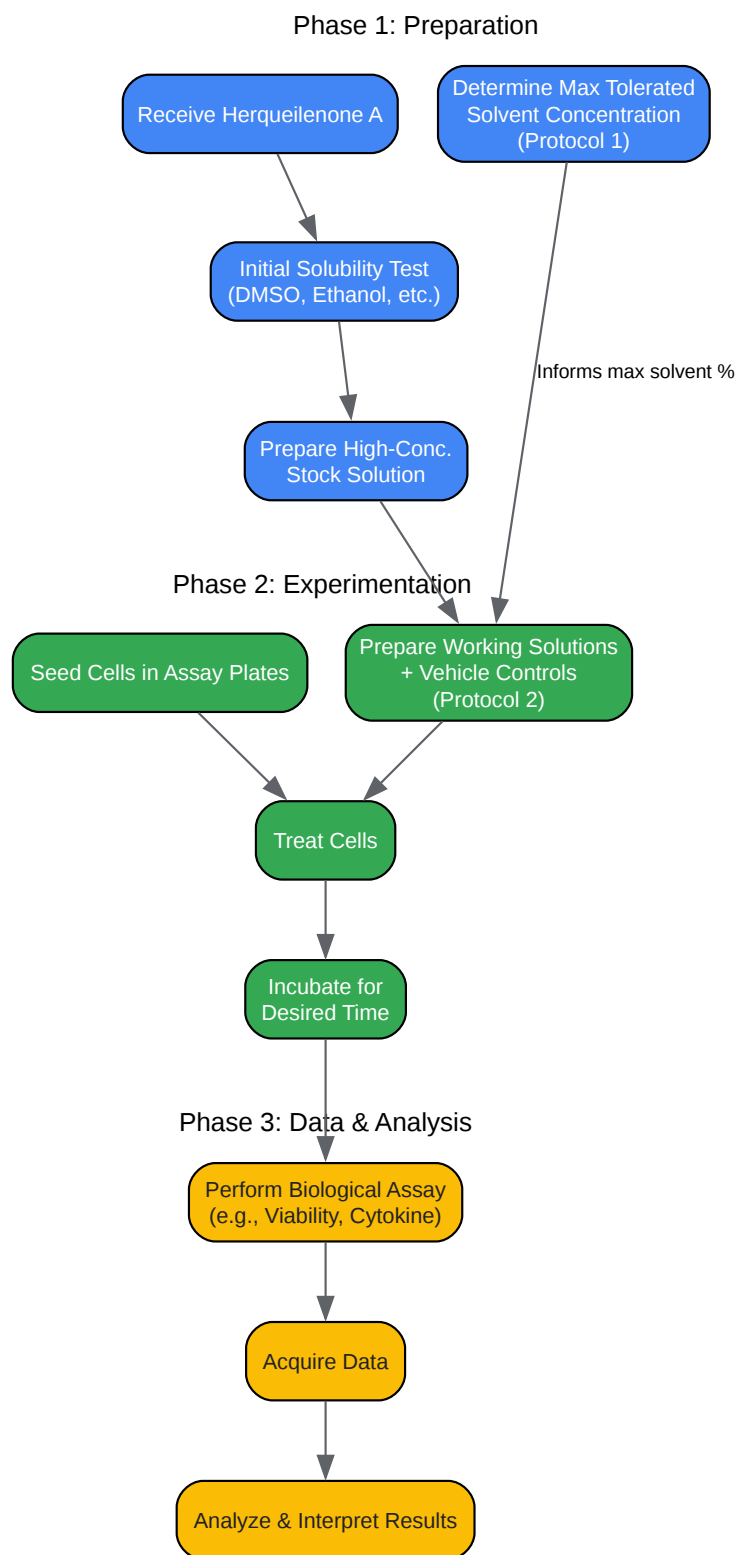 Phase 1: Preparation
Receive Herqueilenone A
Determine Max Tolerated
Solvent Concentration
(Protocol 1)
Initial Solubility Test
(DMSO, Ethanol, etc.)
Informs max solvent %
Prepare High-Conc.
Stock Solution
Phase 2: Experimentation
Seed Cells in Assay Plates
Prepare Working Solutions
+ Vehicle Controls
(Protocol 2)
Treat Cells
Incubate for
Desired Time
Phase 3: Data & Analysis
Perform Biological Assay
(e.g., Viability, Cytokine)
Acquire Data
Analyze & Interpret Results